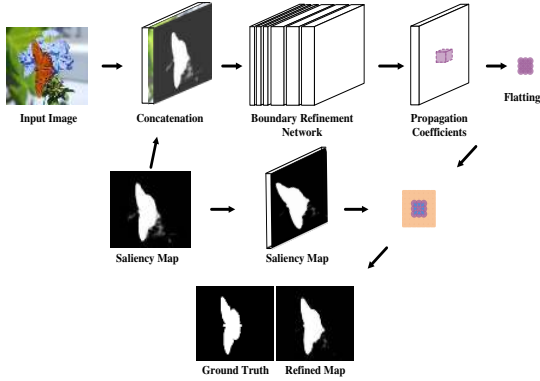 Input Image
Concatenation
Boundary Refinement
Network
Propagation
Coefficients
Flatting
Saliency Map
Saliency Map
Ground Truth
Refined Map